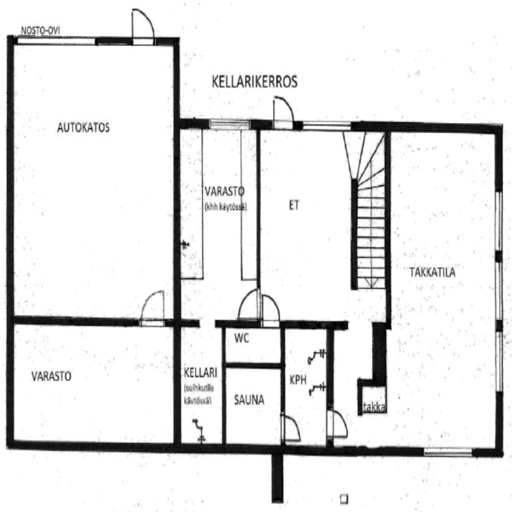 NOSTO-OVI
KELLARIKERROS
AUTOKATOS
VARASTO
(khh käytössä)
ET
TAKKATILA
WC
VARASTO
KELLARI
(suihkutila
käytössä)
SAUNA
KPH
takka